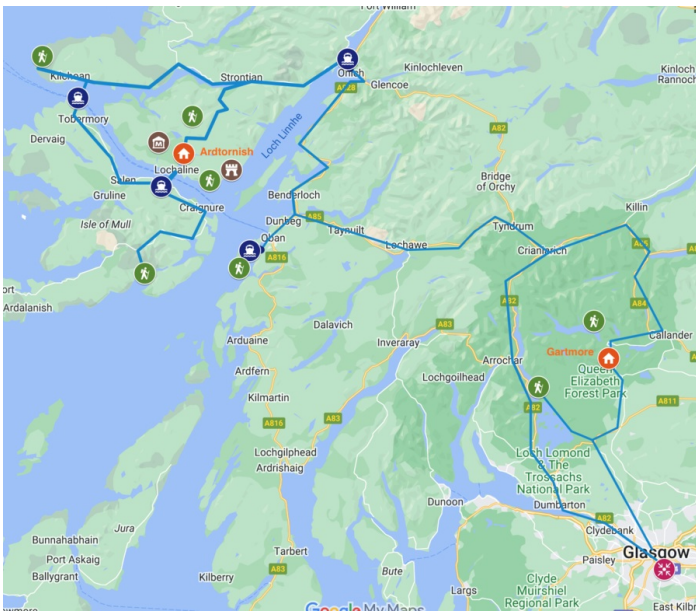 Fort William
Kilchoan
Strontian
Onich
Kinlochleven
Kinloch
Rannoch
Glencoe
A828
Tobermory
Dervaig
Ardtornish
Loch Linnhe
A82
Lochaline
Salen
Gruline
Bridge
of Orchy
Benderloch
Craignure
Killin
Isle of Mull
Dunbeg
A85
Taynuilt
Tyndrum
Oban
Lochawe
Crianlarich
A85
A816
Ardalanish
A82
A84
Dalavich
A83
Arduaine
Inveraray
Callander
Arrochar
Gartmore
Ardfern
Lochgoilhead
Queen
Elizabeth
Forest Park
Kilmartin
A82
A811
A816
A83
Lochgilphead
Ardrishaig
Loch Lomond
& The
Trossachs
National Park
Dunoon
Dumbarton
A82
Jura
Clydebank
Bunnahabhain
Glasgow
Port Askaig
Tarbert
Paisley
Ballygrant
Kilberry
A83
Bute
Clyde
Muirshiel
Regional Park
Largs
Google My Maps
East Kilb